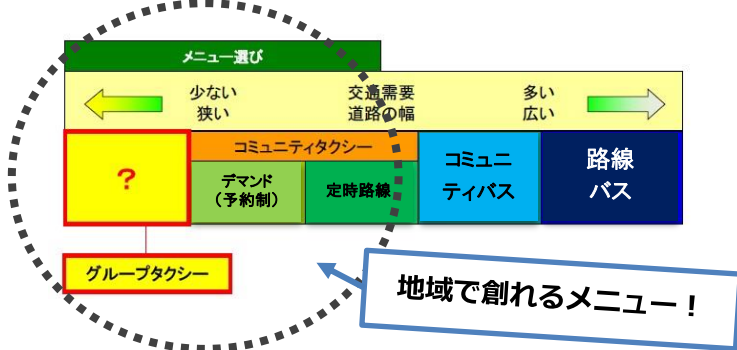 メニュー選び
少ない 交通需要 多い
狭い 道路の幅 広い
?
コミュニティタクシー
デマンド
（予約制）
定時路線
コミュニ
ティバス
路線
バス
グループタクシー
地域で創れるメニュー！